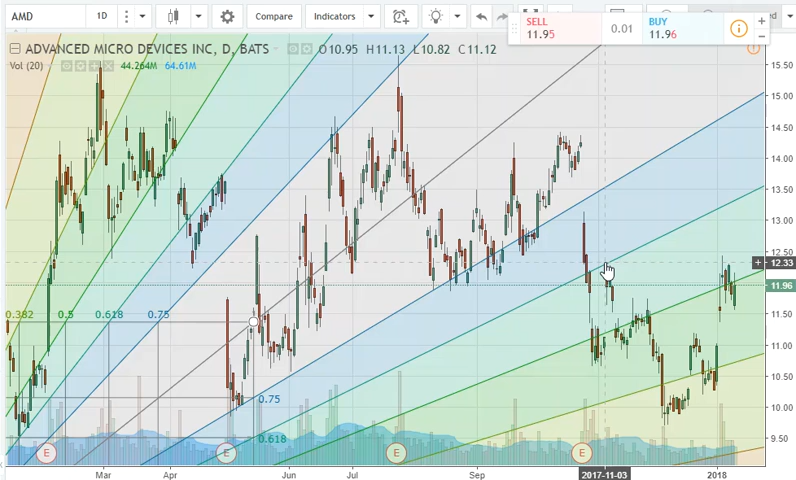 AMD 1D Compare Indicators
SELL 11.95 0.01 BUY 11.96
ADVANCED MICRO DEVICES INC, D, BATS O10.95 H11.13 L10.82 C11.12
Vol (20) 44.264M 64.61M
15.50
15.00
14.50
14.00
13.50
13.00
12.50
12.33
11.96
0.382 0.5 0.618 0.75
11.50
11.00
10.50
0.75
10.00
0.618
9.50
E E E E
Mar Apr Jun Jul Sep 2017-11-03 2018